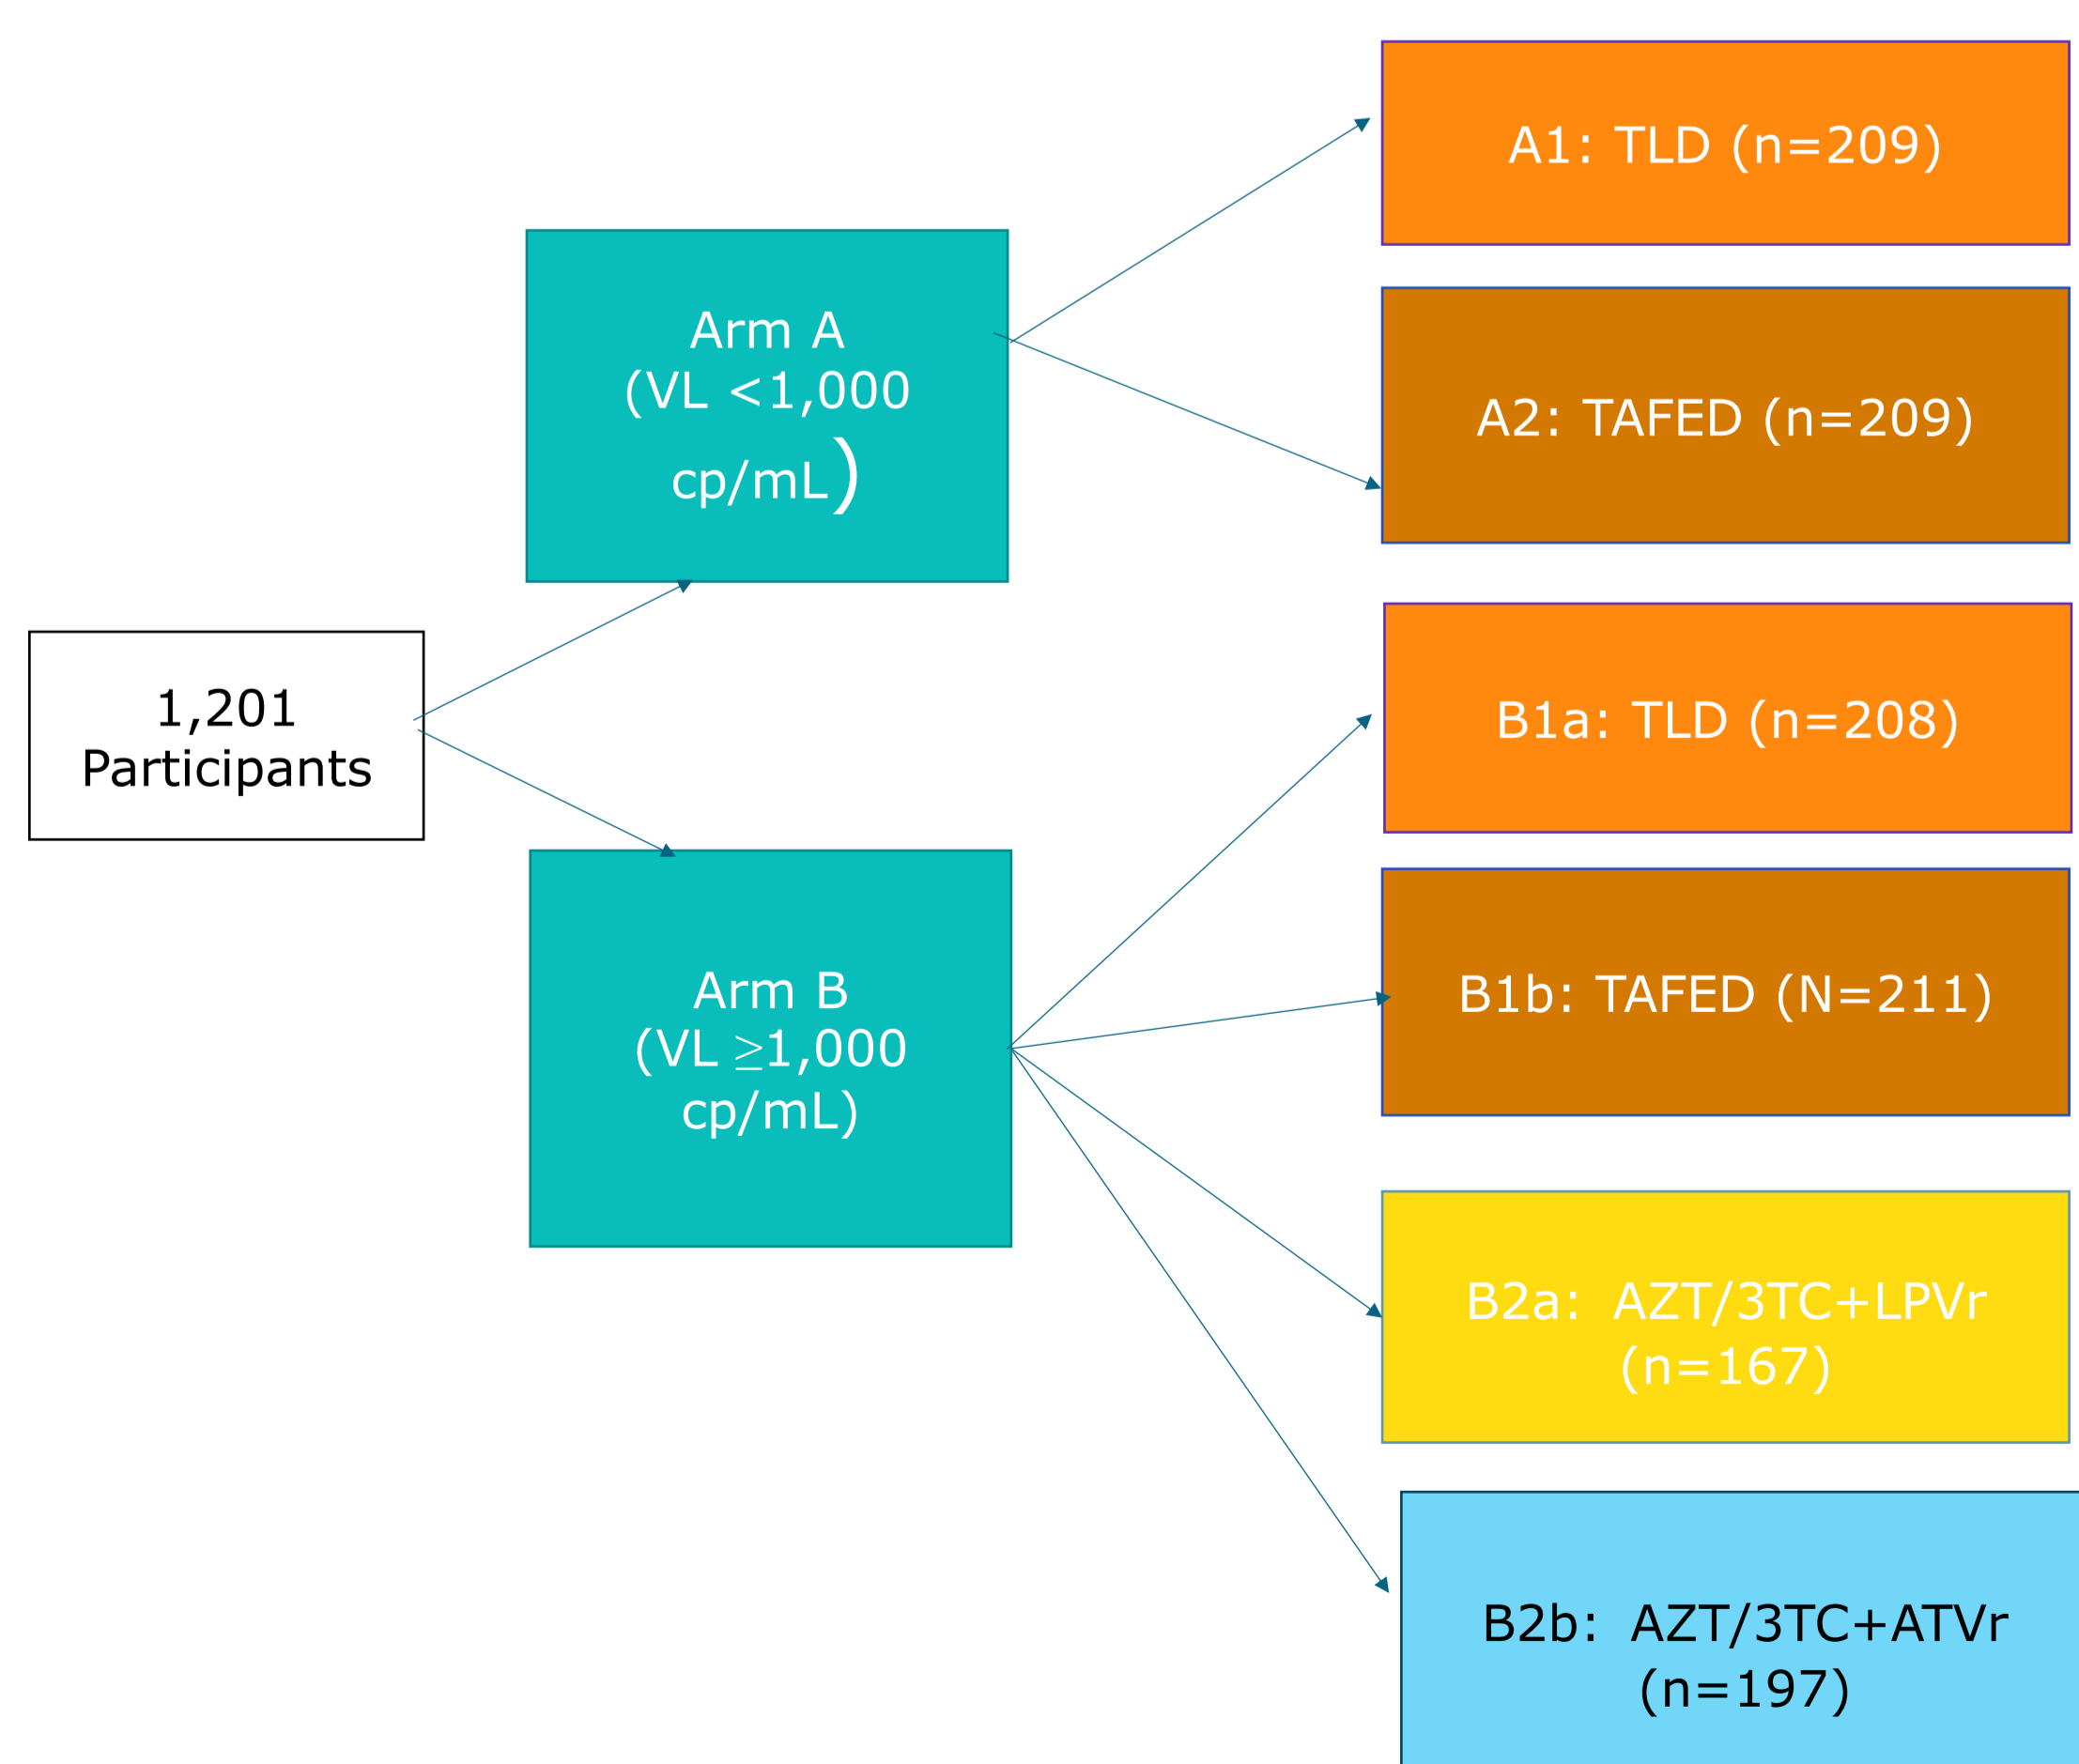 1,201
Participants
Arm A
(VL <1,000
cp/mL)
Arm B
(VL ≥1,000
cp/mL)
A1: TLD (n=209)
A2: TAFED (n=209)
B1a: TLD (n=208)
B1b: TAFED (N=211)
B2a:  AZT/3TC+LPVr
(n=167)
B2b:  AZT/3TC+ATVr
(n=197)